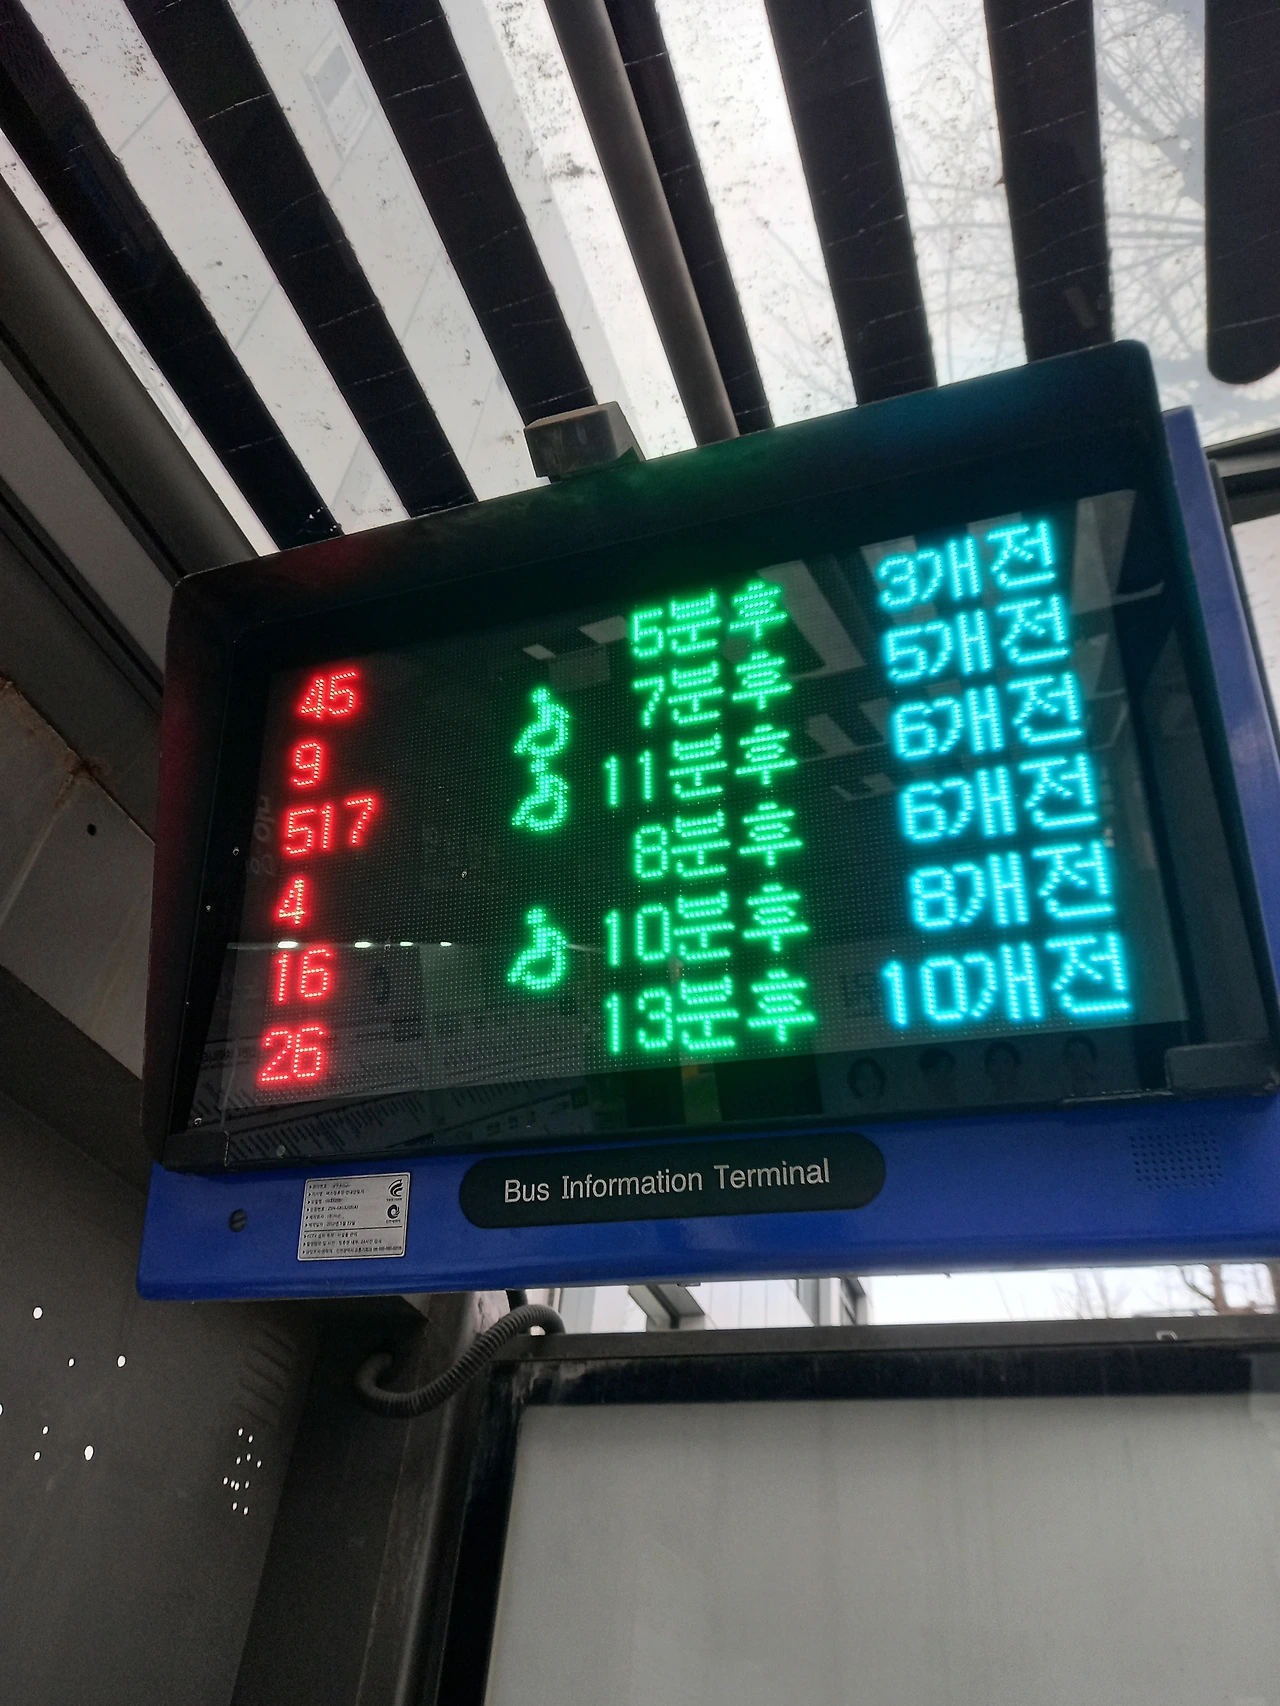 45 5분후 3개전
9 7분후 5개전
517 11분후 6개전
4 8분후 6개전
16 10분후 8개전
26 13분후 10개전
Bus Information Terminal